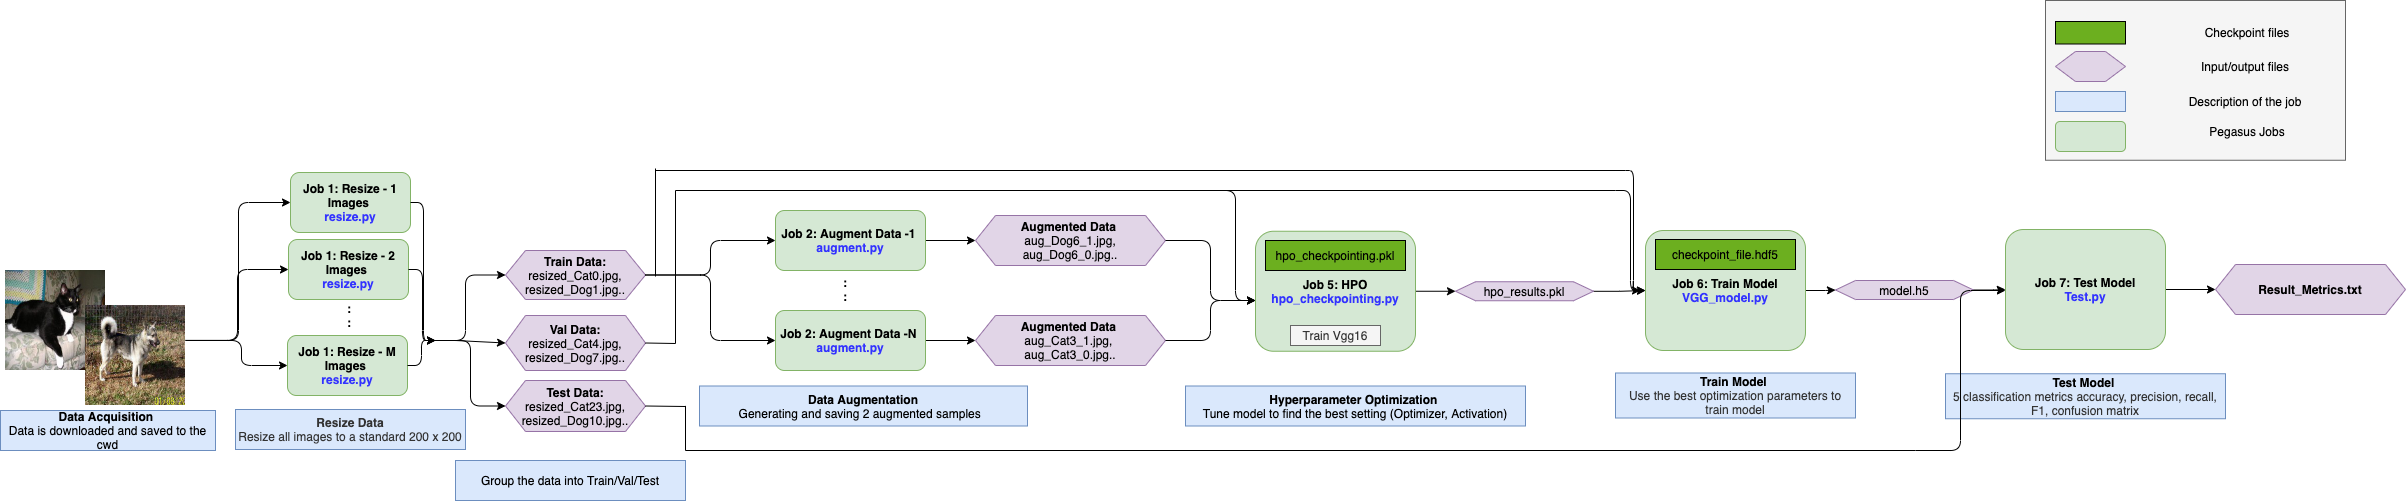 Checkpoint files
Input/output files
Description of the job
Pegasus Jobs
Data Acquisition
Data is downloaded and saved to the
cwd
Job 1: Resize - 1
Images
resize.py
Job 1: Resize - 2
Images
resize.py
Job 1: Resize - M
Images
resize.py
Resize Data
Resize all images to a standard 200 x 200
Train Data:
resized_Cat0.jpg,
resized_Dog1.jpg..
Val Data:
resized_Cat4.jpg,
resized_Dog7.jpg..
Test Data:
resized_Cat23.jpg,
resized_Dog10.jpg..
Group the data into Train/Val/Test
Job 2: Augment Data -1
augment.py
Job 2: Augment Data -N
augment.py
Data Augmentation
Generating and saving 2 augmented samples
Augmented Data
aug_Dog6_1.jpg,
aug_Dog6_0.jpg..
Augmented Data
aug_Cat3_1.jpg,
aug_Cat3_0.jpg..
hpo_checkpointing.pkl
Job 5: HPO
hpo_checkpointing.py
Train Vgg16
Hyperparameter Optimization
Tune model to find the best setting (Optimizer, Activation)
hpo_results.pkl
checkpoint_file.hdf5
Job 6: Train Model
VGG_model.py
Train Model
Use the best optimization parameters to
train model
model.h5
Job 7: Test Model
Test.py
Test Model
5 classification metrics accuracy, precision, recall,
F1, confusion matrix
Result_Metrics.txt